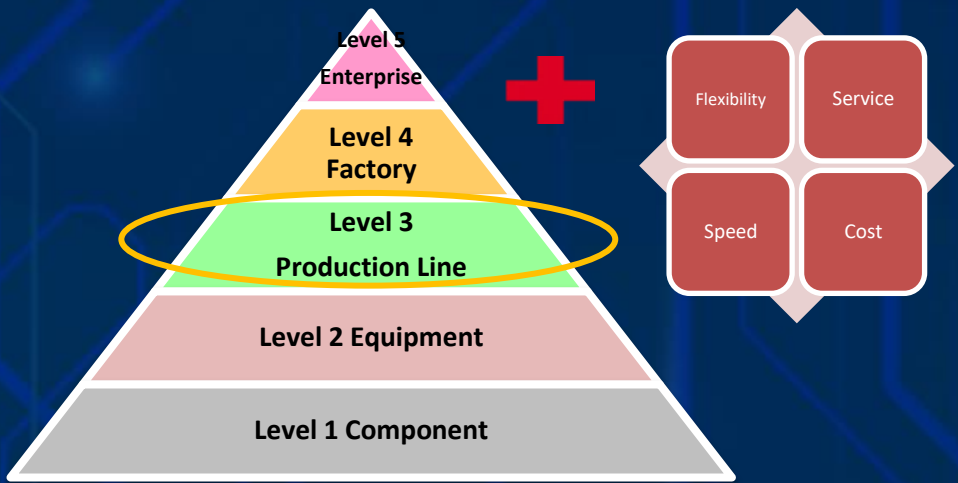 Level 5
Enterprise
Level 4
Factory
Level 3
Production Line
Level 2 Equipment
Level 1 Component
Flexibility
Service
Speed
Cost